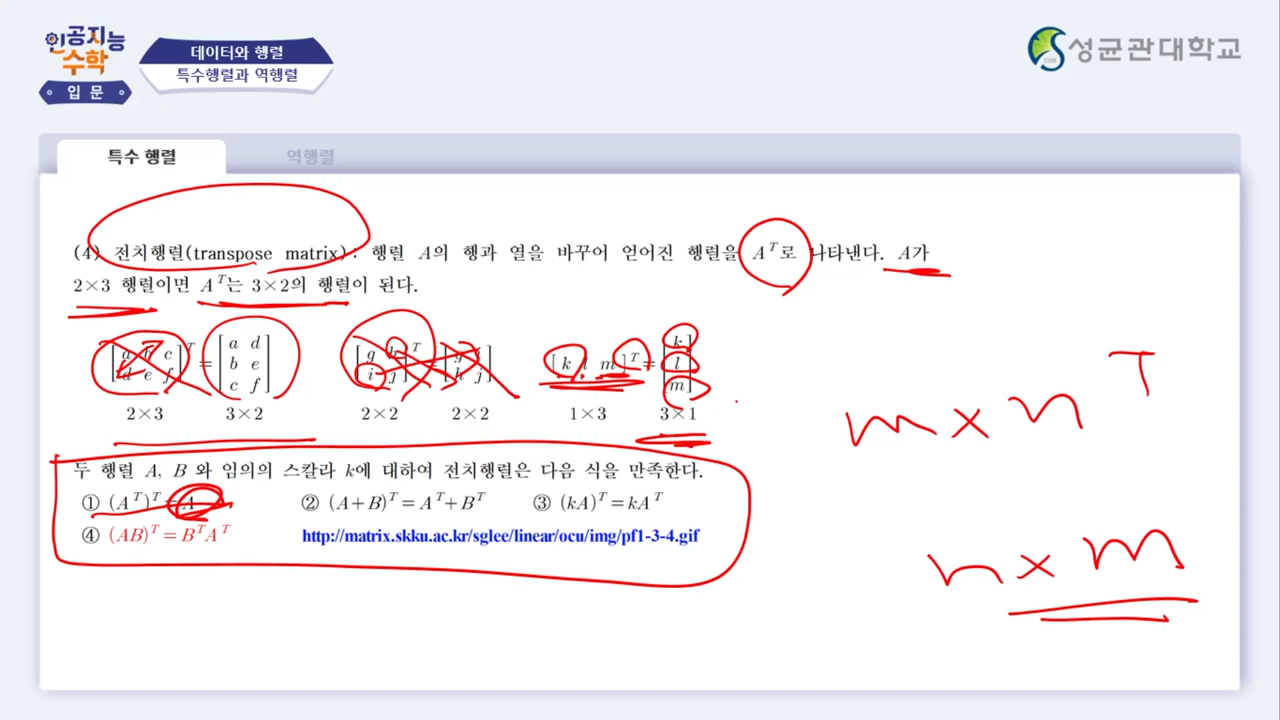 인공지능
수학
입문
데이터와 행렬
특수행렬과 역행렬
성균관대학교
특수 행렬
역행렬
(4) 전치행렬(transpose matrix) : 행렬 A의 행과 열을 바꾸어 얻어진 행렬을 Aᵀ로 나타낸다. A가
2×3 행렬이면 Aᵀ는 3×2의 행렬이 된다.
[a b c; d e f]ᵀ = [a d; b e; c f] [g h; i j]ᵀ = [g i; h j] [k l m]ᵀ = [k; l; m]
2×3 3×2 2×2 2×2 1×3 3×1
두 행렬 A, B 와 임의의 스칼라 k에 대하여 전치행렬은 다음 식을 만족한다.
① (Aᵀ)ᵀ = A ② (A+B)ᵀ = Aᵀ+Bᵀ ③ (kA)ᵀ = kAᵀ
④ (AB)ᵀ = BᵀAᵀ http://matrix.skku.ac.kr/sglee/linear/ocu/img/pf1-3-4.gif
m × n ᵀ
n × m